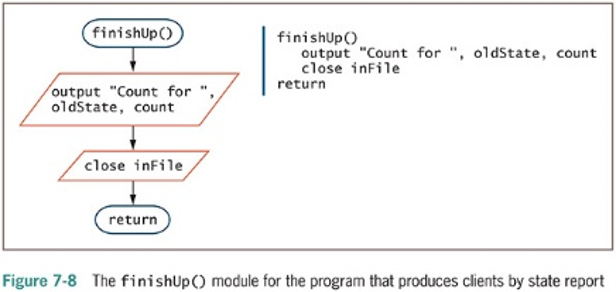 finishUp()
output "Count for ",
oldState, count
close inFile
return
finishUp()
output "Count for ", oldState, count
close inFile
return
Figure 7-8 The finishUp() module for the program that produces clients by state report